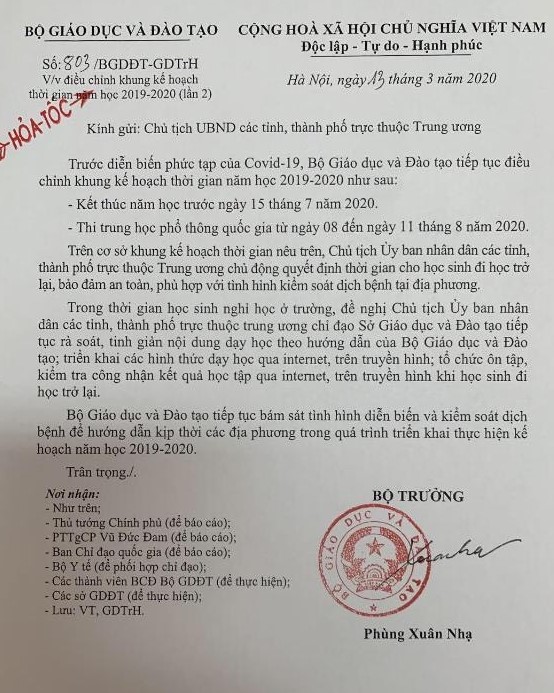 BỘ GIÁO DỤC VÀ ĐÀO TẠO
CỘNG HOÀ XÃ HỘI CHỦ NGHĨA VIỆT NAM
Độc lập - Tự do - Hạnh phúc
Số: 803 /BGDĐT-GDTrH
V/v điều chỉnh khung kế hoạch
thời gian năm học 2019-2020 (lần 2)
Hà Nội, ngày 13 tháng 3 năm 2020
HỎA-TỐC
Kính gửi: Chủ tịch UBND các tỉnh, thành phố trực thuộc Trung ương
Trước diễn biến phức tạp của Covid-19, Bộ Giáo dục và Đào tạo tiếp tục điều
chỉnh khung kế hoạch thời gian năm học 2019-2020 như sau:
- Kết thúc năm học trước ngày 15 tháng 7 năm 2020.
- Thi trung học phổ thông quốc gia từ ngày 08 đến ngày 11 tháng 8 năm 2020.
Trên cơ sở khung kế hoạch thời gian nêu trên, Chủ tịch Ủy ban nhân dân các tỉnh,
thành phố trực thuộc Trung ương chủ động quyết định thời gian cho học sinh đi học trở
lại, bảo đảm an toàn, phù hợp với tình hình kiểm soát dịch bệnh tại địa phương.
Trong thời gian học sinh nghỉ học ở trường, đề nghị Chủ tịch Ủy ban nhân
dân các tỉnh, thành phố trực thuộc trung ương chỉ đạo Sở Giáo dục và Đào tạo tiếp
tục rà soát, tinh giản nội dung dạy học theo hướng dẫn của Bộ Giáo dục và Đào
tạo; triển khai các hình thức dạy học qua internet, trên truyền hình; tổ chức ôn tập,
kiểm tra công nhận kết quả học tập qua internet, trên truyền hình khi học sinh đi
học trở lại.
Bộ Giáo dục và Đào tạo tiếp tục bám sát tình hình diễn biến và kiểm soát dịch
bệnh để hướng dẫn kịp thời các địa phương trong quá trình triển khai thực hiện kế
hoạch năm học 2019-2020.
Trân trọng./.
Nơi nhận:
- Như trên;
- Thủ tướng Chính phủ (để báo cáo);
- PTTgCP Vũ Đức Đam (để báo cáo);
- Ban Chỉ đạo quốc gia (để báo cáo);
- Bộ Y tế (để phối hợp chỉ đạo);
- Các thành viên BCĐ Bộ GDĐT (để thực hiện);
- Các sở GDĐT (để thực hiện);
- Lưu: VT, GDTrH.
BỘ TRƯỞNG
BỘ GIÁO DỤC VÀ ĐÀO TẠO
Phùng Xuân Nhạ